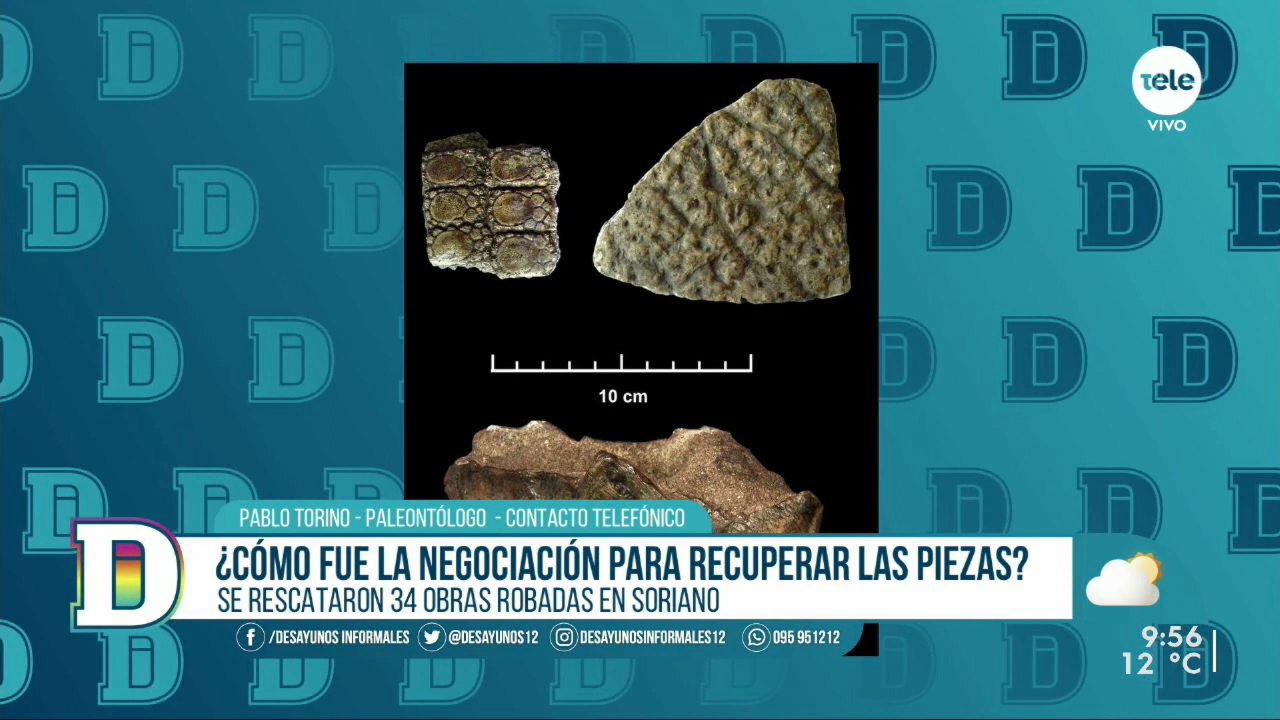 tele
VIVO
10 cm
PABLO TORINO - PALEONTÓLOGO - CONTACTO TELEFÓNICO
D
¿CÓMO FUE LA NEGOCIACIÓN PARA RECUPERAR LAS PIEZAS?
SE RESCATARON 34 OBRAS ROBADAS EN SORIANO
/DESAYUNOS INFORMALES @DESAYUNOS12 DESAYUNOSINFORMALES12 095 951212
9:56
12 °C